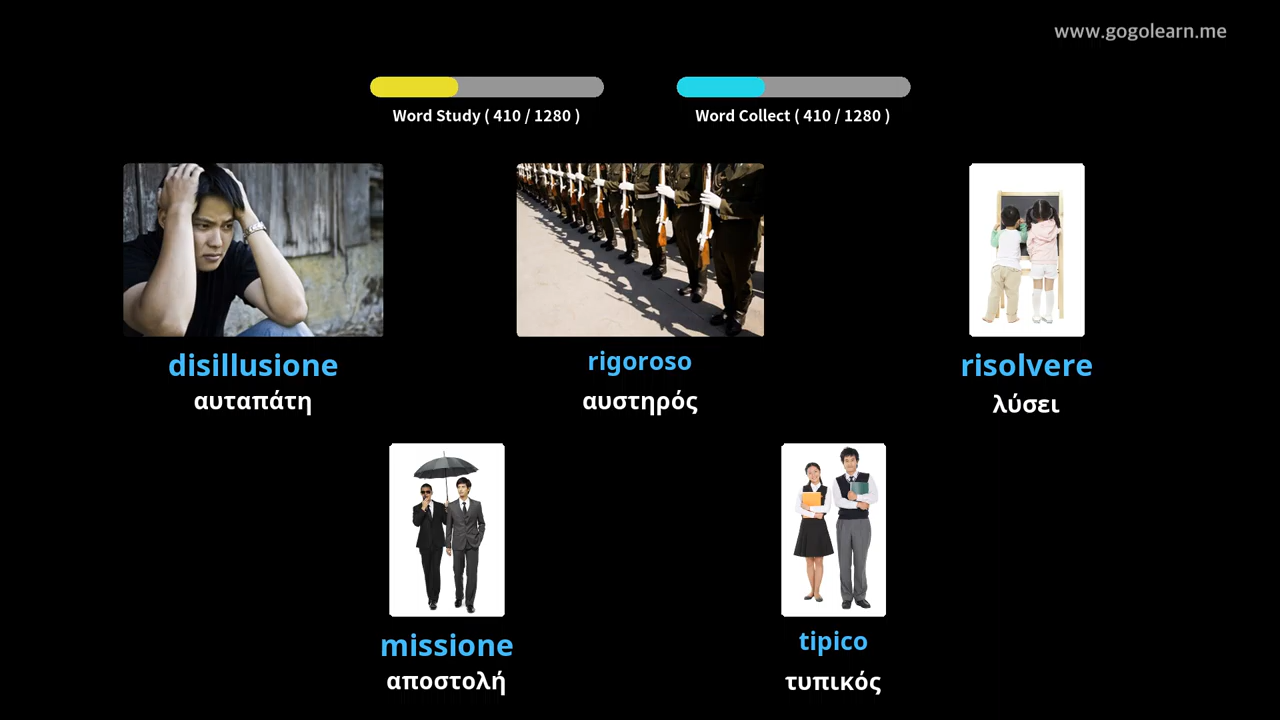 www.gogolearn.me
Word Study ( 410 / 1280 )
Word Collect ( 410 / 1280 )
disillusione
αυταπάτη
rigoroso
αυστηρός
risolvere
λύσει
missione
αποστολή
tipico
τυπικός